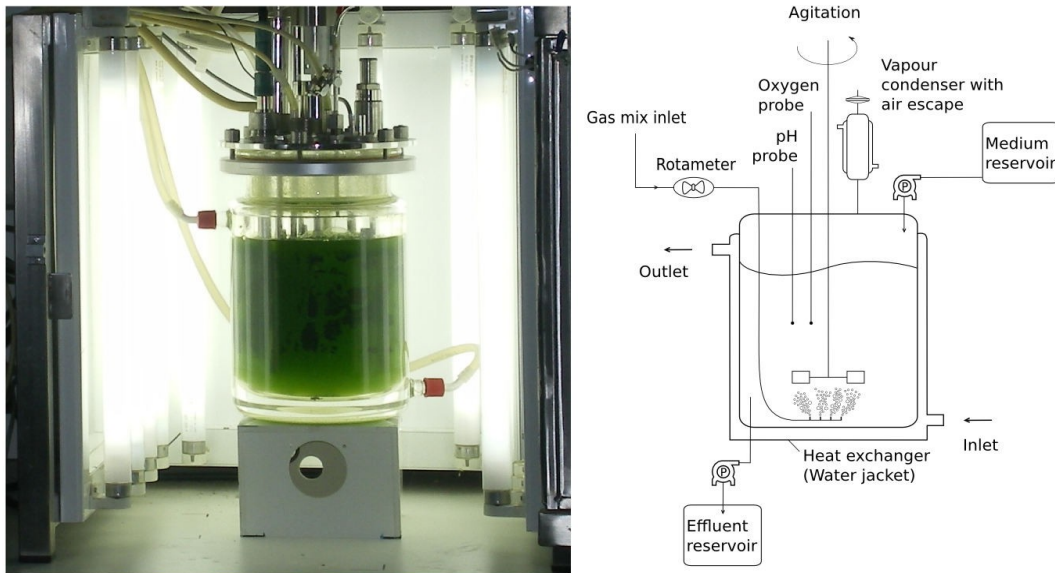 Agitation
Oxygen
probe
Vapour
condenser with
air escape
Gas mix inlet
pH
probe
Rotameter
Medium
reservoir
P
Outlet
Inlet
Heat exchanger
(Water jacket)
P
Effluent
reservoir